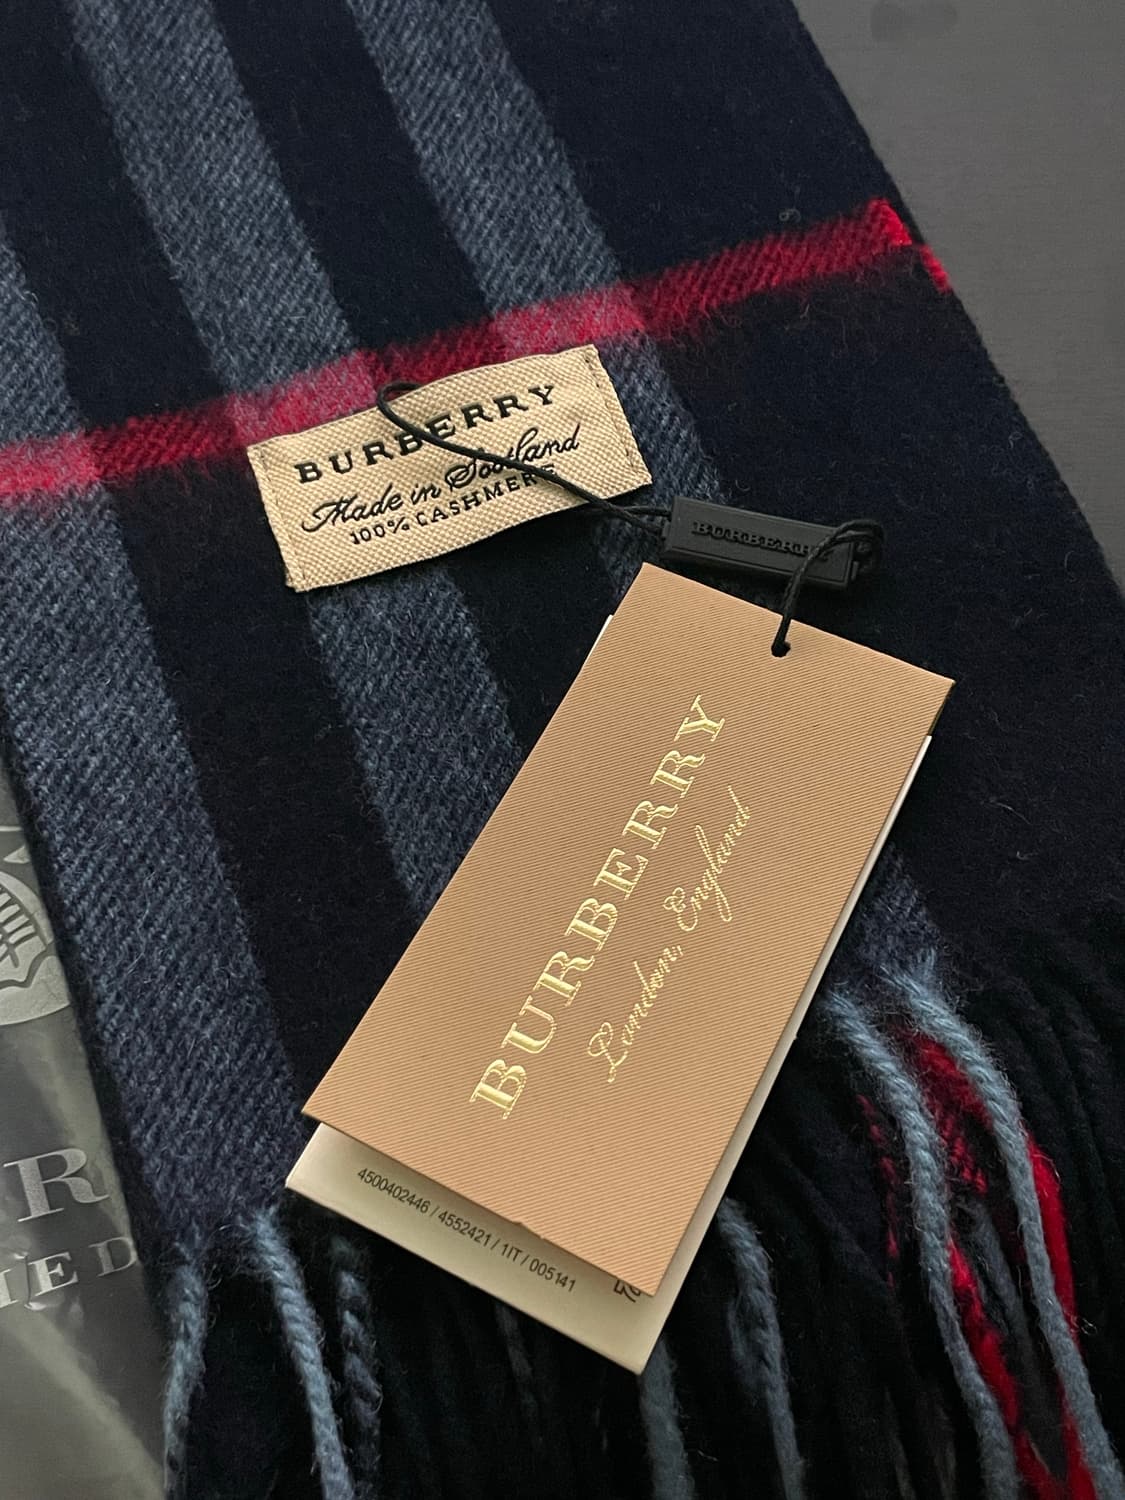 BURBERRY
Made in Scotland
100% CASHMERE
BURBERRY
BURBERRY
London, England
4500402446 / 4552421 / 1IT / 005141